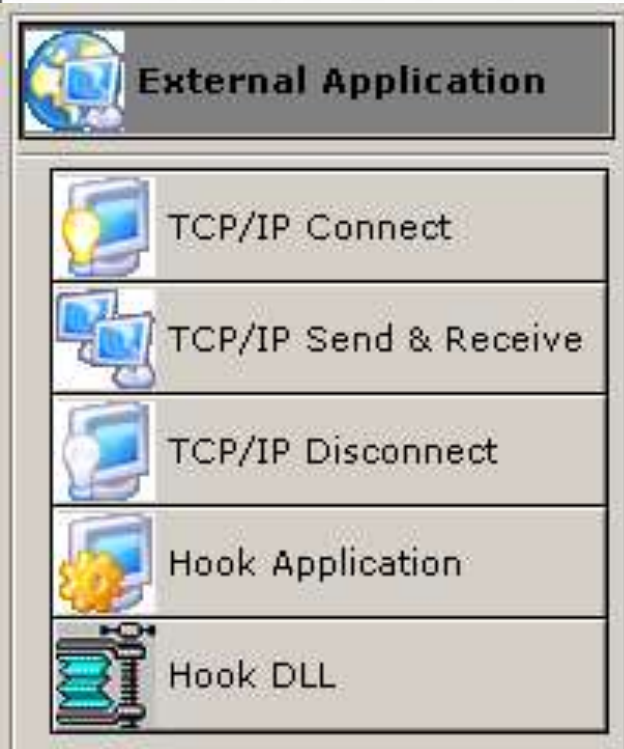 External Application
TCP/IP Connect
TCP/IP Send & Receive
TCP/IP Disconnect
Hook Application
Hook DLL